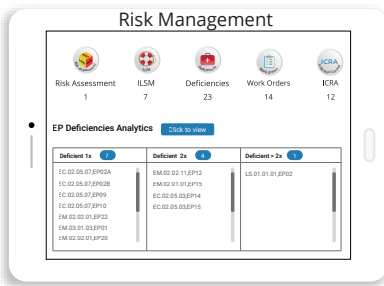 Risk Management
ICRA
Risk Assessment ILSM Deficiencies Work Orders ICRA
1 7 23 14 12
EP Deficiencies Analytics Click to view
Deficient 1x 7 Deficient 2x 4 Deficient > 2x 1
EC.02.05.07,EP02A EM.02.02.11,EP12 LS.01.01.01,EP02
EC.02.05.07,EP02B EM.02.01.01,EP15
EC.02.05.07,EP09 EC.02.05.03,EP14
EC.02.05.07,EP10 EC.02.05.03,EP15
EM.02.02.01,EP22
EM.03.01.03,EP01
EM.02.02.01,EP20